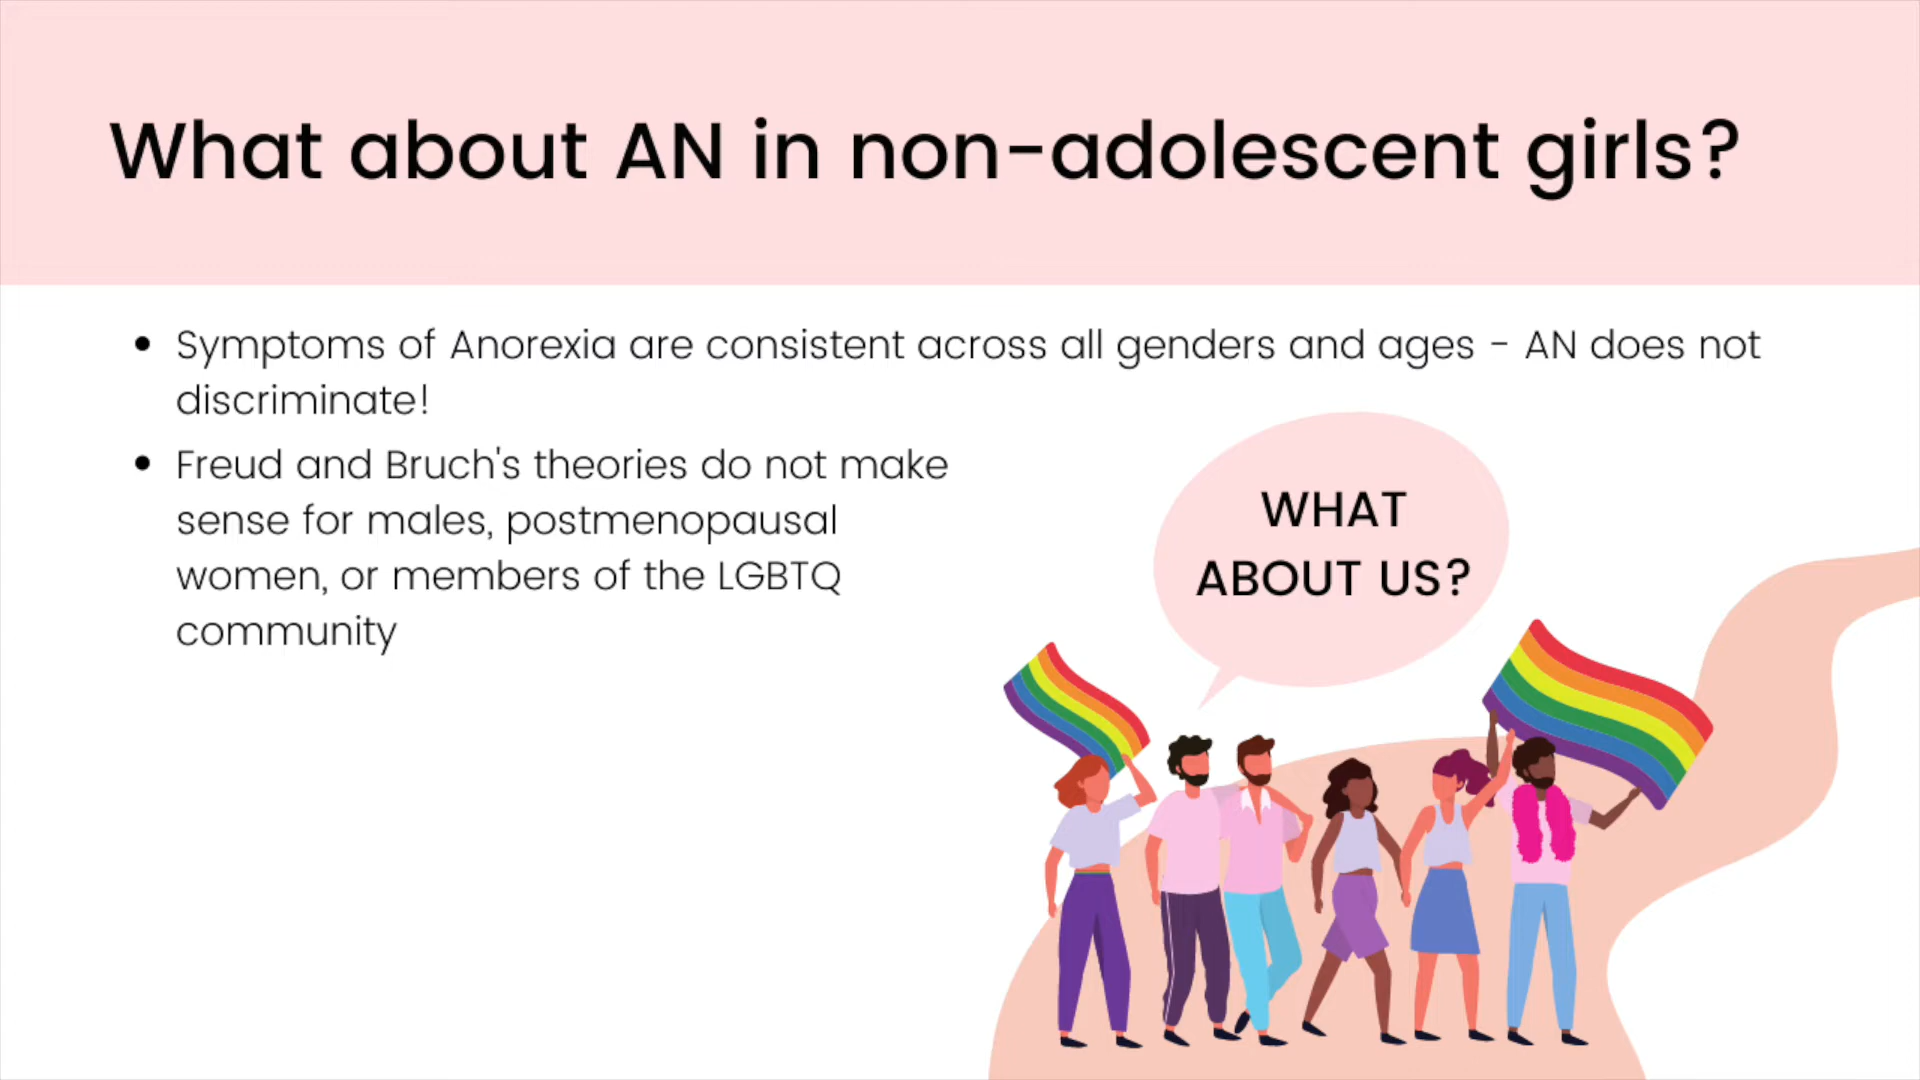 What about AN in non-adolescent girls?
• Symptoms of Anorexia are consistent across all genders and ages - AN does not
discriminate!
• Freud and Bruch's theories do not make
sense for males, postmenopausal
women, or members of the LGBTQ
community
WHAT
ABOUT US?